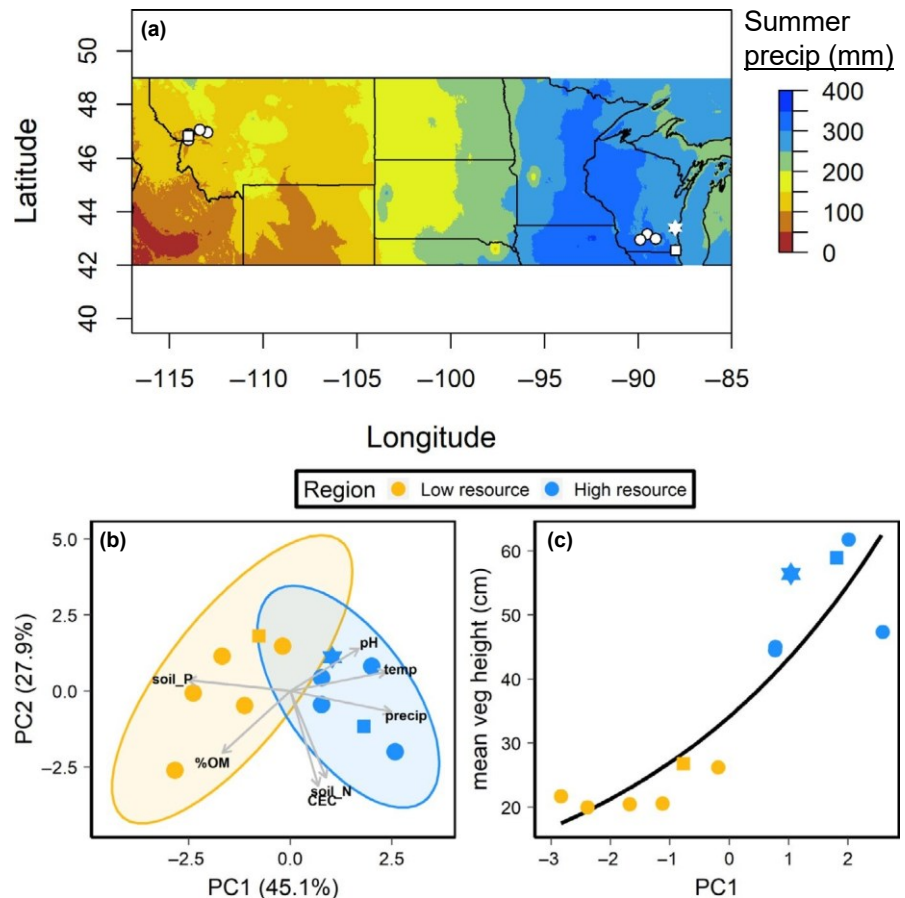 (a)
Summer
precip (mm)
50
48
46
44
42
40
Latitude
400
300
200
100
0
−115 −110 −105 −100 −95 −90 −85
Longitude
Region Low resource High resource
(b)
5.0
2.5
0.0
−2.5
PC2 (27.9%)
pH
temp
soil_P
precip
%OM
soil_N
CEC
−2.5 0.0 2.5
PC1 (45.1%)
(c)
60
50
40
30
20
mean veg height (cm)
−3 −2 −1 0 1 2
PC1